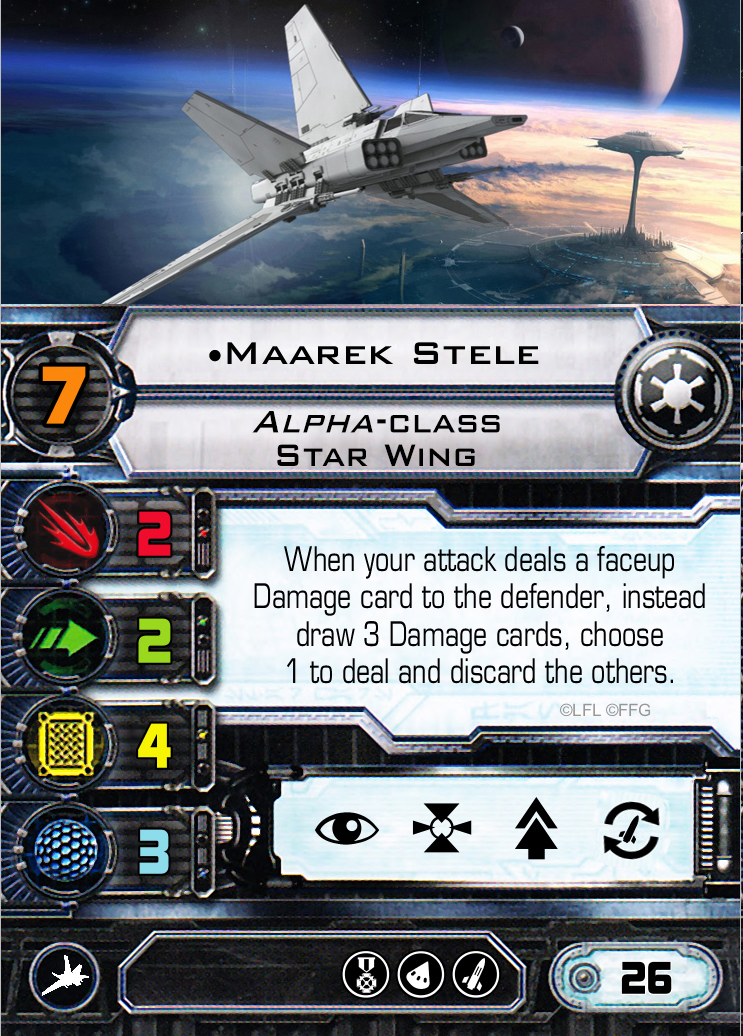 •Maarek Stele
7
Alpha-class
Star Wing
2
When your attack deals a faceup
Damage card to the defender, instead
draw 3 Damage cards, choose
1 to deal and discard the others.
©LFL ©FFG
2
4
3
26